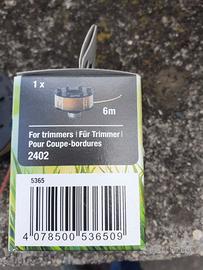 1 x
6m
For trimmers | Für Trimmer |
Pour Coupe-bordures
2402
5365
4 078500 536509